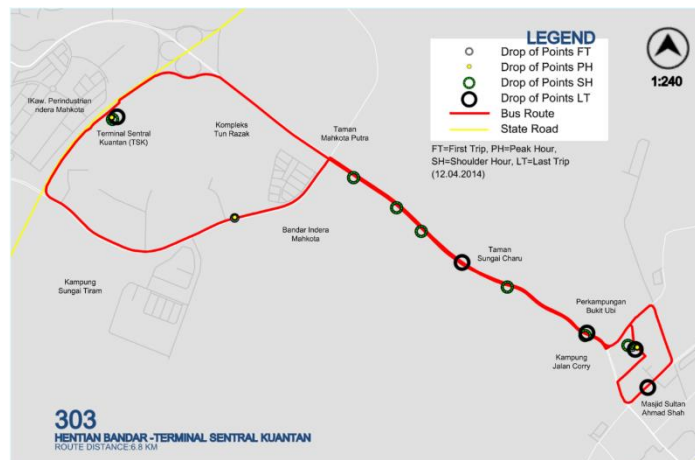 LEGEND
Drop of Points FT
Drop of Points PH
Drop of Points SH
Drop of Points LT
Bus Route
State Road
FT=First Trip, PH=Peak Hour,
SH=Shoulder Hour, LT=Last Trip
(12.04.2014)
1:240
IKaw. Perindustrian
ndera Mahkota
Terminal Sentral
Kuantan (TSK)
Kompleks
Tun Razak
Taman
Mahkota Putra
Bandar Indera
Mahkota
Kampung
Sungai Tiram
Taman
Sungai Charu
Perkampungan
Bukit Ubi
Kampung
Jalan Corry
Masjid Sultan
Ahmad Shah
303
HENTIAN BANDAR -TERMINAL SENTRAL KUANTAN
ROUTE DISTANCE:6.8 KM